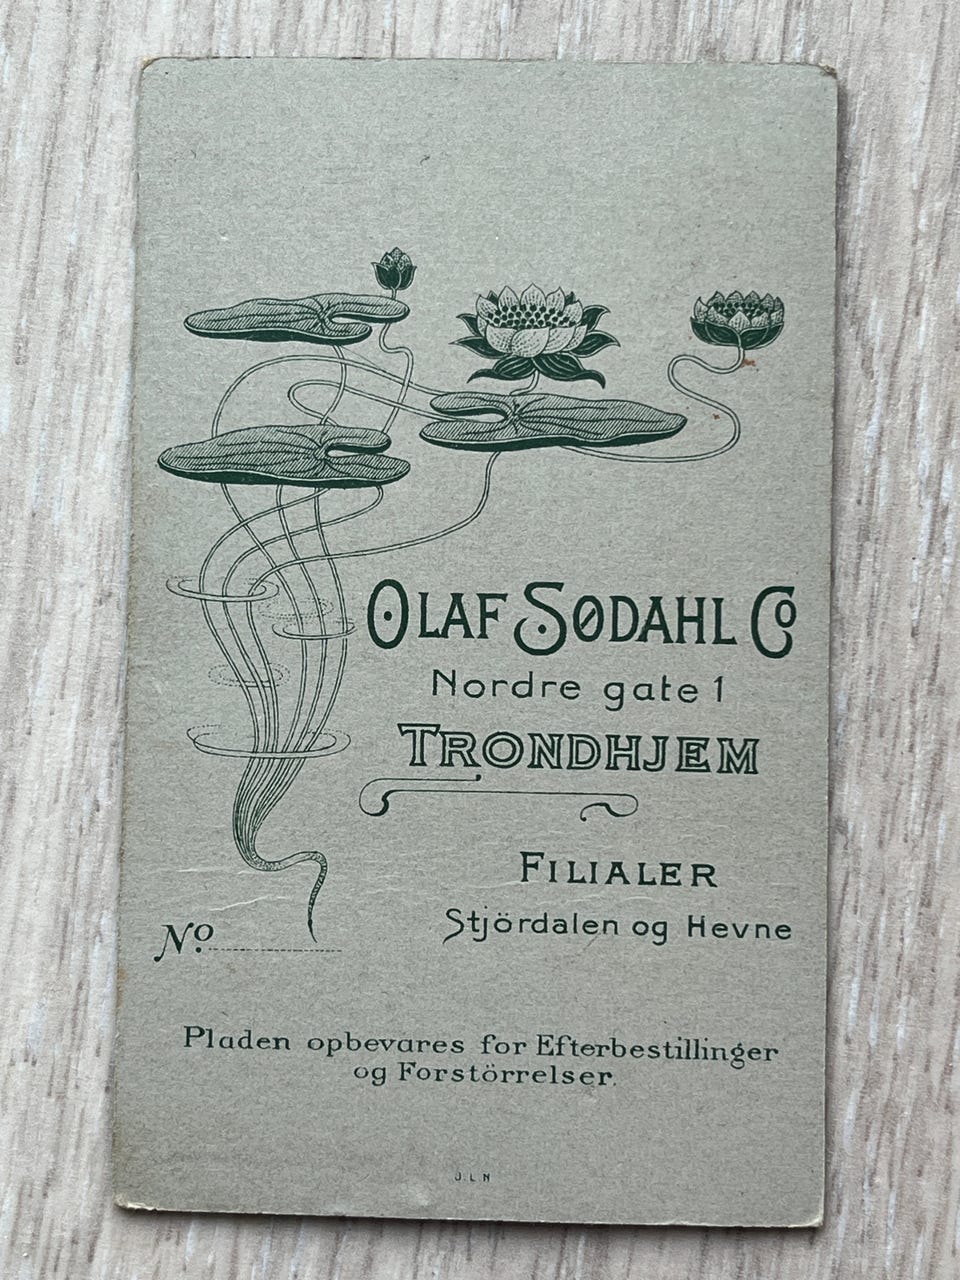 OLAF SØDAHL Co
Nordre gate 1
TRONDHJEM
FILIALER
Stjördalen og Hevne
No
Pladen opbevares for Efterbestillinger
og Forstörrelser.
J.L.N